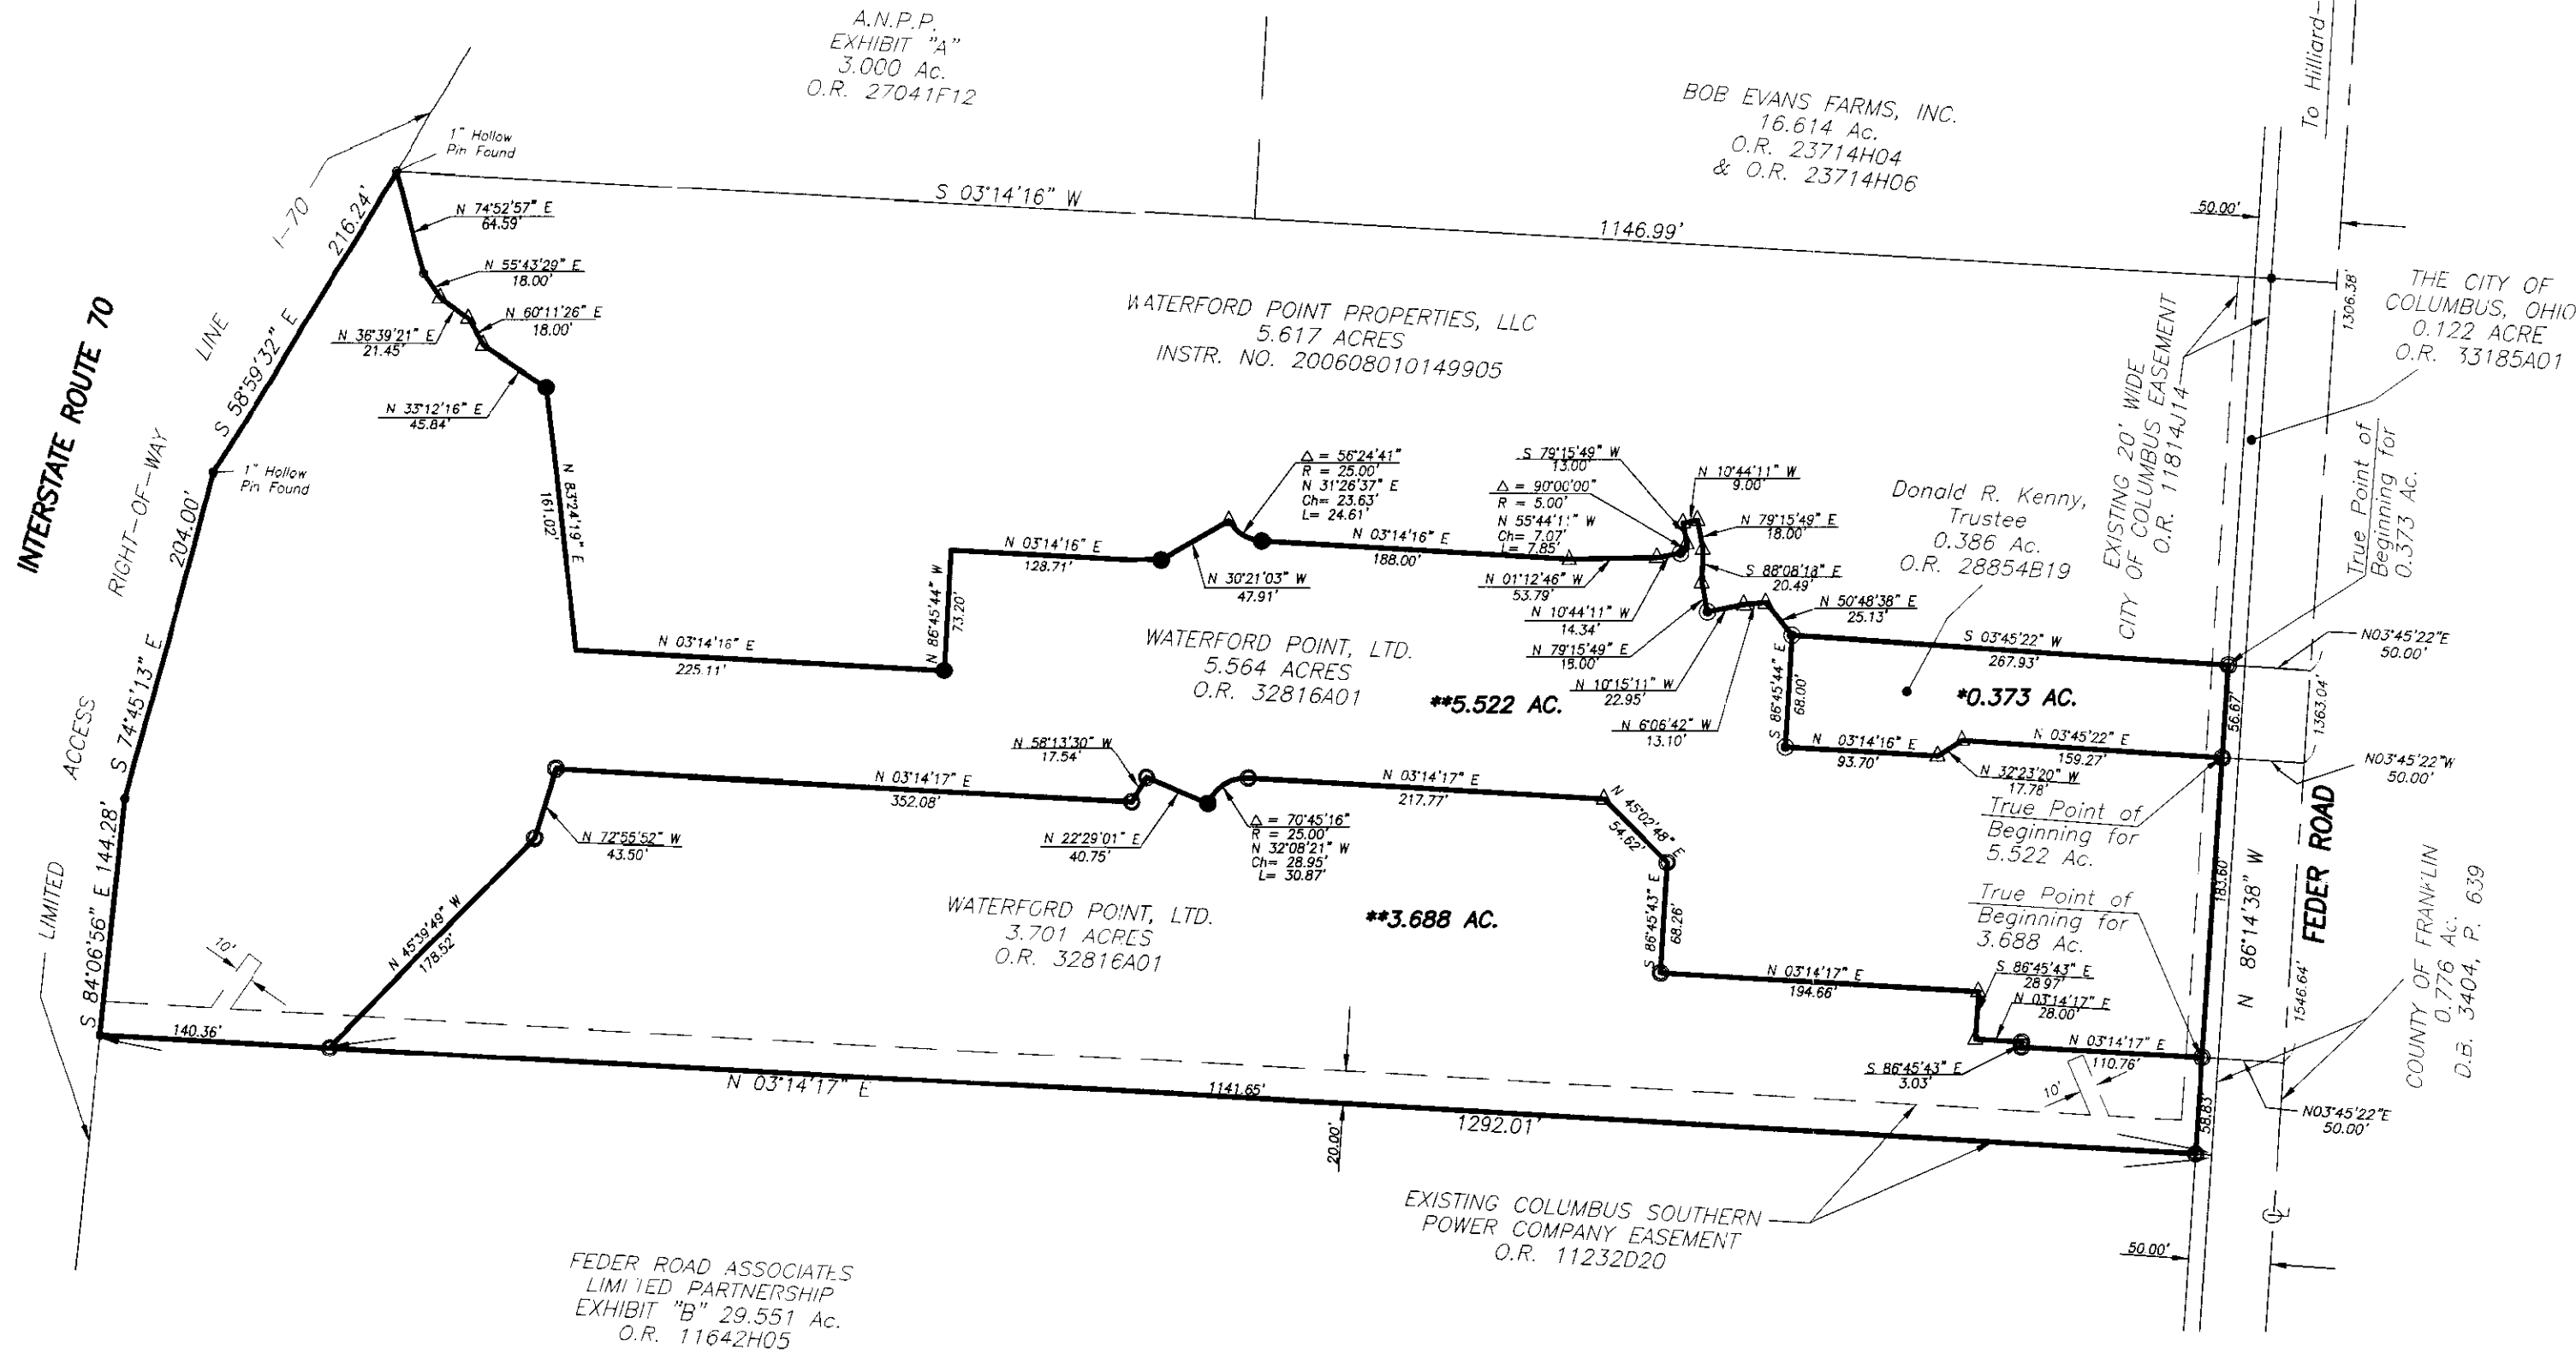 A.N.P.P.
EXHIBIT "A"
3.000 Ac.
O.R. 27041F12
BOB EVANS FARMS, INC.
16.614 Ac.
O.R. 23714H04
& O.R. 23714H06
To Hilliard-
1" Hollow
Pin Found
I-70
216.24'
S 58°59'32" E
S 03°14'16" W
1146.99'
50.00'
1306.38'
THE CITY OF
COLUMBUS, OHIO
0.122 ACRE
O.R. 33185A01
N 74°52'57" E
64.59'
N 55°43'29" E
18.00'
N 60°11'26" E
18.00'
N 36°39'21" E
21.45'
N 33°12'16" E
45.84'
WATERFORD POINT PROPERTIES, LLC
5.617 ACRES
INSTR. NO. 200608010149905
INTERSTATE ROUTE 70
LIMITED
ACCESS
RIGHT-OF-WAY
LINE
1" Hollow
Pin Found
204.00'
S 74°45'13" E
S 84°06'56" E 144.28'
EXISTING 20' WIDE
CITY OF COLUMBUS EASEMENT
O.R. 11814J14
True Point of
Beginning for
0.373 Ac.
N 83°24'19" E
161.02'
Δ = 56°24'41"
R = 25.00'
N 31°26'37" E
Ch= 23.63'
L= 24.61'
S 79°15'49" W
13.00'
Δ = 90°00'00"
R = 5.00'
N 55°44'11" W
Ch= 7.07'
L= 7.85'
N 10°44'11" W
9.00'
N 79°15'49" E
18.00'
S 88°08'18" E
20.49'
N 50°48'38" E
25.13'
Donald R. Kenny,
Trustee
0.386 Ac.
O.R. 28854B19
N 03°14'16" E
128.71'
N 86°45'44" W
73.20'
N 03°14'16" E
225.11'
N 30°21'03" W
47.91'
N 03°14'16" E
188.00'
N 01°12'46" W
53.79'
N 10°44'11" W
14.34'
N 79°15'49" E
18.00'
N 10°15'11" W
22.95'
N 6°06'42" W
13.10'
S 03°45'22" W
267.93'
N03°45'22"E
50.00'
WATERFORD POINT, LTD.
5.564 ACRES
O.R. 32816A01
**5.522 AC.
S 86°45'44" E
68.00'
*0.373 AC.
56.67'
1363.04'
N 03°14'16" E
93.70'
N 32°23'20" W
17.78'
N 03°45'22" E
159.27'
N03°45'22"W
50.00'
True Point of
Beginning for
5.522 Ac.
N 58°13'30" W
17.54'
N 03°14'17" E
352.08'
N 72°55'52" W
43.50'
N 22°29'01" E
40.75'
Δ = 70°45'16"
R = 25.00'
N 32°08'21" W
Ch= 28.95'
L= 30.87'
N 03°14'17" E
217.77'
N 45°02'48" E
54.62'
S 86°45'43" E
68.26'
WATERFORD POINT, LTD.
3.701 ACRES
O.R. 32816A01
**3.688 AC.
True Point of
Beginning for
3.688 Ac.
183.60'
N 86°14'38" W
FEDER ROAD
1546.64'
COUNTY OF FRANKLIN
0.776 Ac.
D.B. 3404, P. 639
N 45°39'49" W
178.52'
10'
140.36'
N 03°14'17" E
194.66'
S 86°45'43" E
28.97'
N 03°14'17" E
28.00'
N 03°14'17" E
110.76'
S 86°45'43" E
3.03'
10'
N03°45'22"E
50.00'
58.83'
N 03°14'17" E
1141.65'
1292.01'
20.00'
EXISTING COLUMBUS SOUTHERN
POWER COMPANY EASEMENT
O.R. 11232D20
50.00'
FEDER ROAD ASSOCIATES
LIMITED PARTNERSHIP
EXHIBIT "B" 29.551 Ac.
O.R. 11642H05